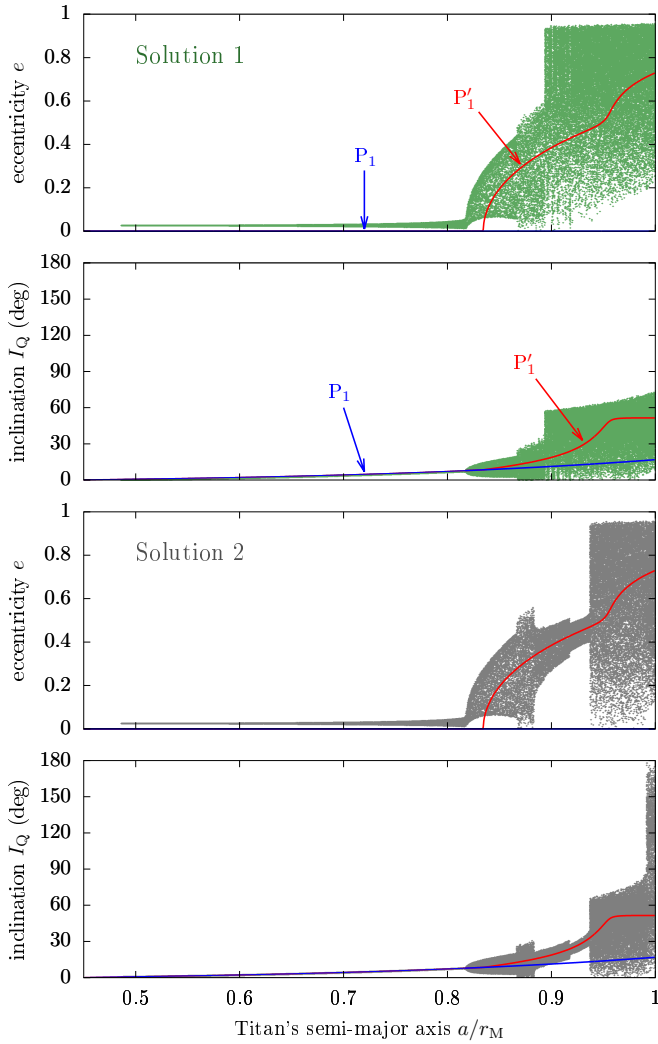 1
0.8
0.6
0.4
0.2
0
eccentricity e
Solution 1
P₁
P′₁
180
150
120
90
60
30
0
inclination I_Q (deg)
P₁
P′₁
1
0.8
0.6
0.4
0.2
0
eccentricity e
Solution 2
180
150
120
90
60
30
0
inclination I_Q (deg)
0.5 0.6 0.7 0.8 0.9 1
Titan's semi-major axis a/r_M